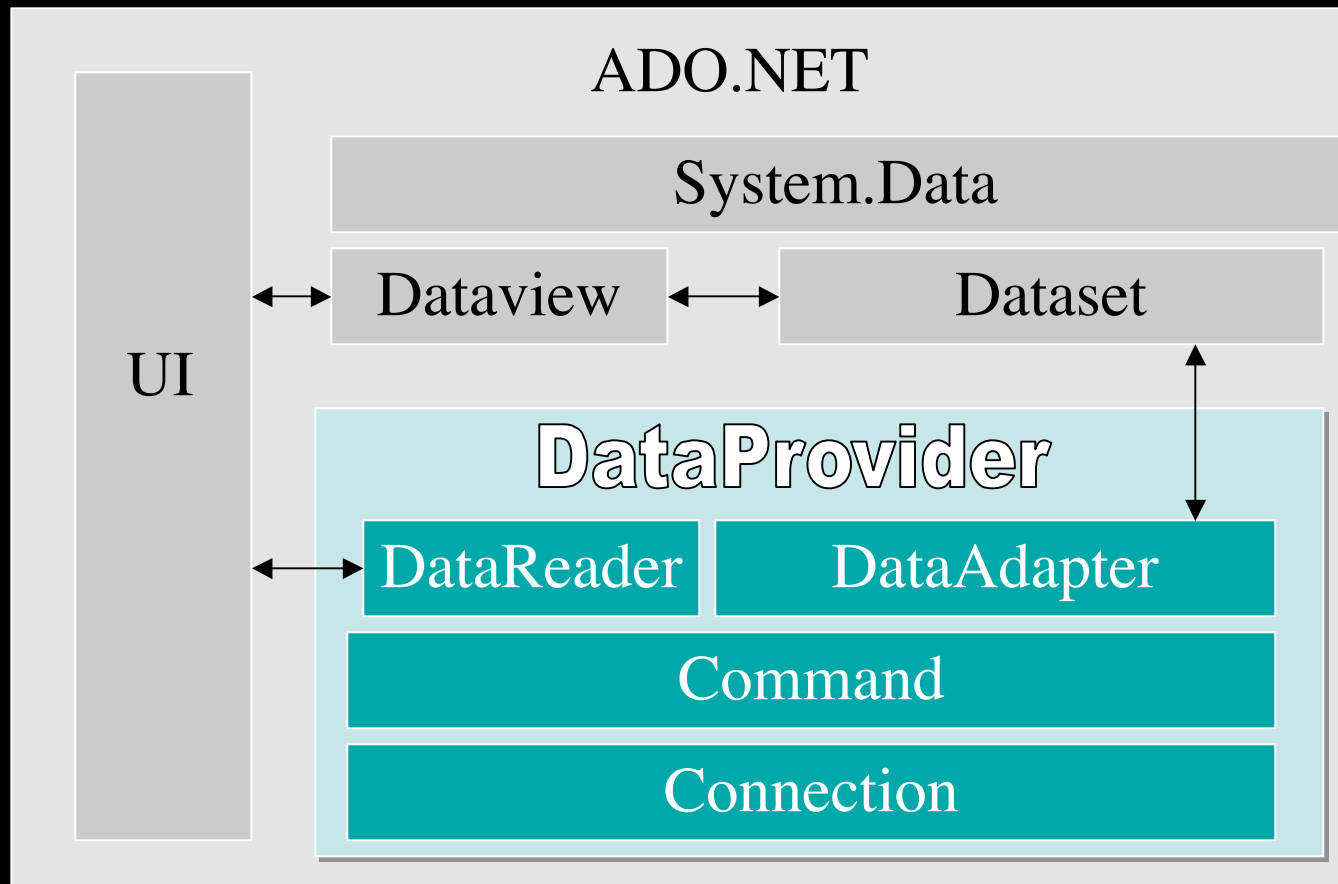 ADO.NET
System.Data
Dataview
Dataset
UI
DataProvider
DataReader
DataAdapter
Command
Connection